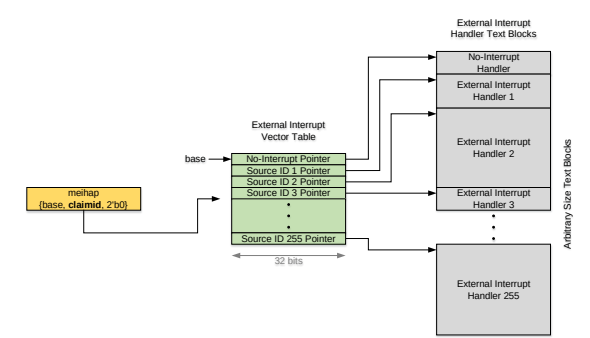 External Interrupt
Handler Text Blocks
No-Interrupt
Handler
External Interrupt
Handler 1
External Interrupt
Vector Table
External Interrupt
Handler 2
base
No-Interrupt Pointer
Source ID 1 Pointer
Source ID 2 Pointer
Source ID 3 Pointer
External Interrupt
Handler 3
meihap
{base, claimid, 2'b0}
Source ID 255 Pointer
32 bits
External Interrupt
Handler 255
Arbitrary Size Text Blocks